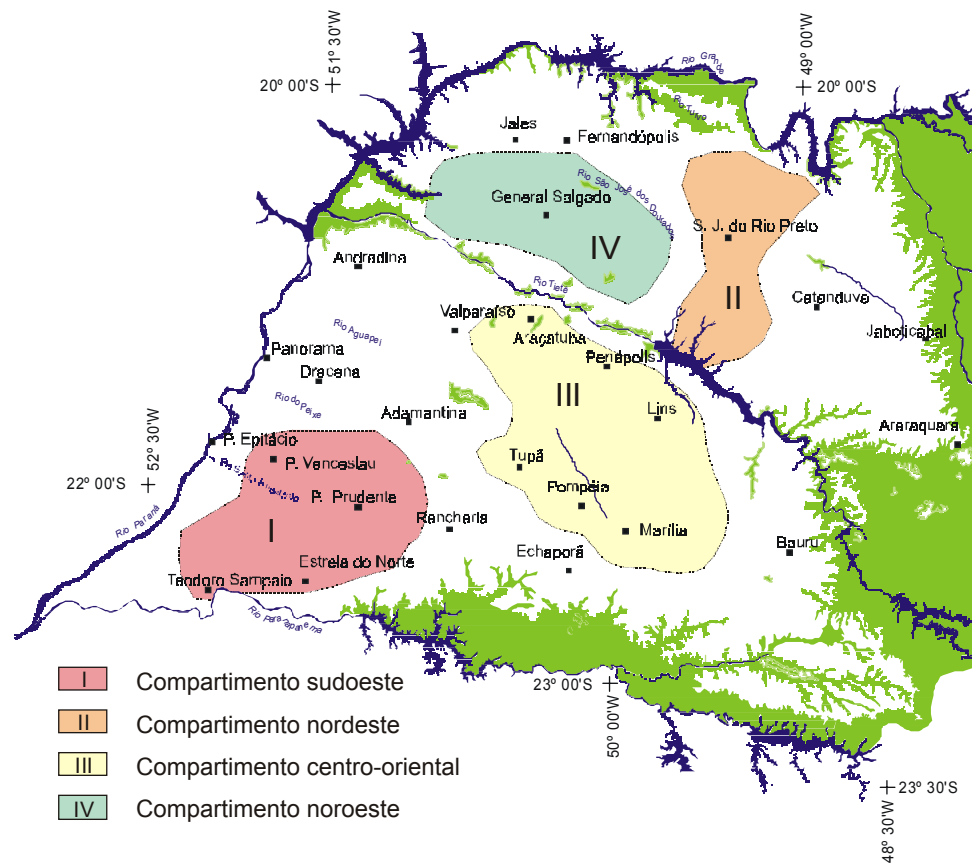 51º 30'W
20º 00'S
49º 00'W
20º 00'S
Rio Grande
Rio Turvo
Jales
Fernandópolis
Rio São José dos Dourados
General Salgado
S. J. do Rio Preto
IV
Andradina
Rio Tietê
II
Catanduva
Valparaíso
Araçatuba
Jaboticabal
Rio Aguapeí
Panorama
Penápolis
Dracena
III
Rio do Peixe
Adamantina
Lins
Araraquara
52º 30'W
P. Epitácio
P. Venceslau
Tupã
22º 00'S
P. Prudente
Pompéia
Rio Paraná
I
Rancharia
Marília
Echaporã
Bauru
Estrela do Norte
Teodoro Sampaio
Rio Paranapanema
23º 00'S
50º 00'W
I Compartimento sudoeste
II Compartimento nordeste
III Compartimento centro-oriental
IV Compartimento noroeste
23º 30'S
48º 30'W